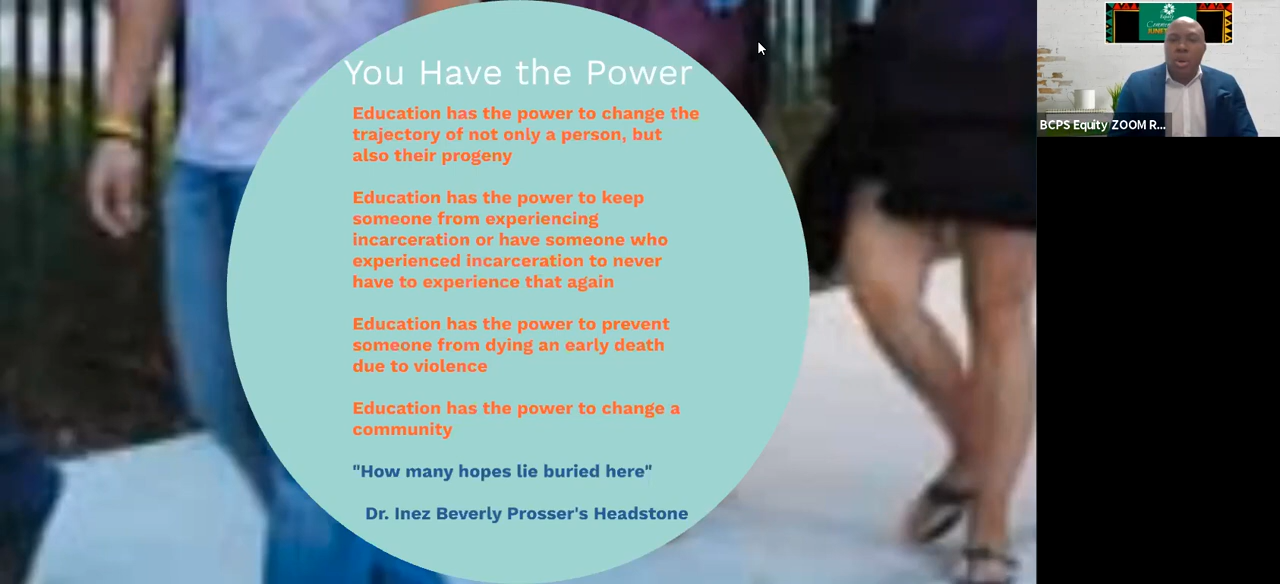 You Have the Power
Education has the power to change the
trajectory of not only a person, but
also their progeny
Education has the power to keep
someone from experiencing
incarceration or have someone who
experienced incarceration to never
have to experience that again
Education has the power to prevent
someone from dying an early death
due to violence
Education has the power to change a
community
"How many hopes lie buried here"
Dr. Inez Beverly Prosser's Headstone
Equity
BCPS Equity ZOOM R...